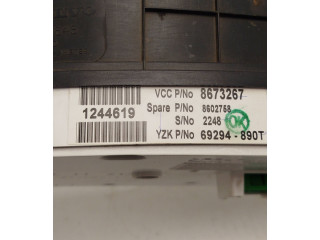 VCC P/No 8673267
1244619
Spare P/No 8602758
S/No 2248
OK
YZK P/No 69294-890T